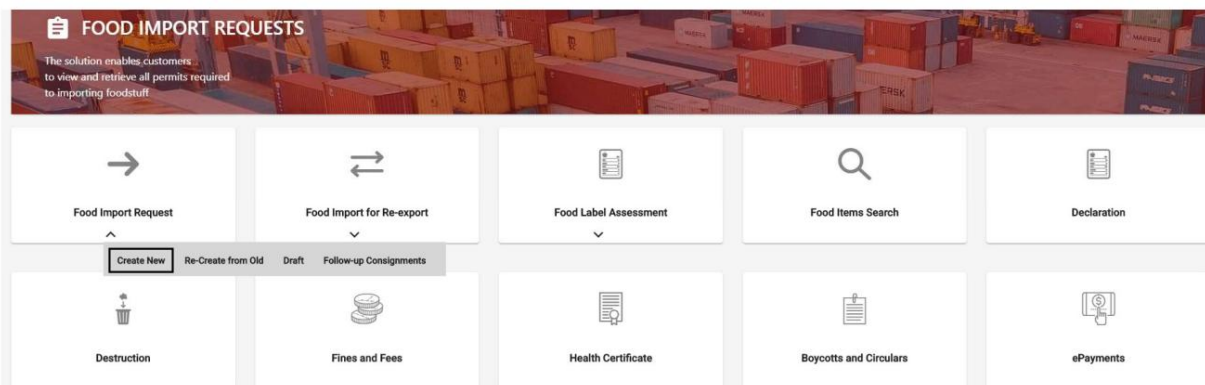 FOOD IMPORT REQUESTS
The solution enables customers
to view and retrieve all permits required
to importing foodstuff
MAERSK
MAERSK
Food Import Request
Food Import for Re-export
Food Label Assessment
Food Items Search
Declaration
Create New
Re-Create from Old
Draft
Follow-up Consignments
Destruction
Fines and Fees
Health Certificate
Boycotts and Circulars
ePayments